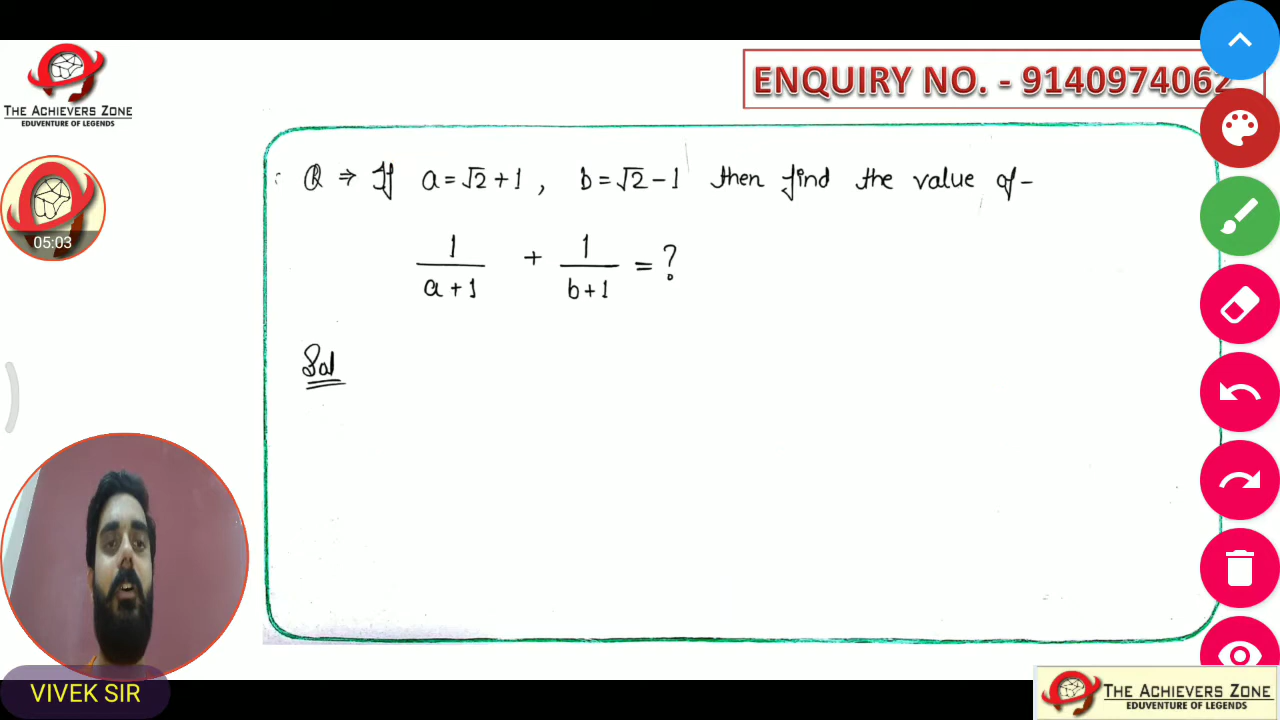 THE ACHIEVERS ZONE
EDUVENTURE OF LEGENDS
ENQUIRY NO. - 9140974062
05:03
Q ⇒ If a = √2 + 1 , b = √2 − 1 then find the value of -
1/(a + 1) + 1/(b + 1) = ?
Sol
VIVEK SIR
THE ACHIEVERS ZONE
EDUVENTURE OF LEGENDS